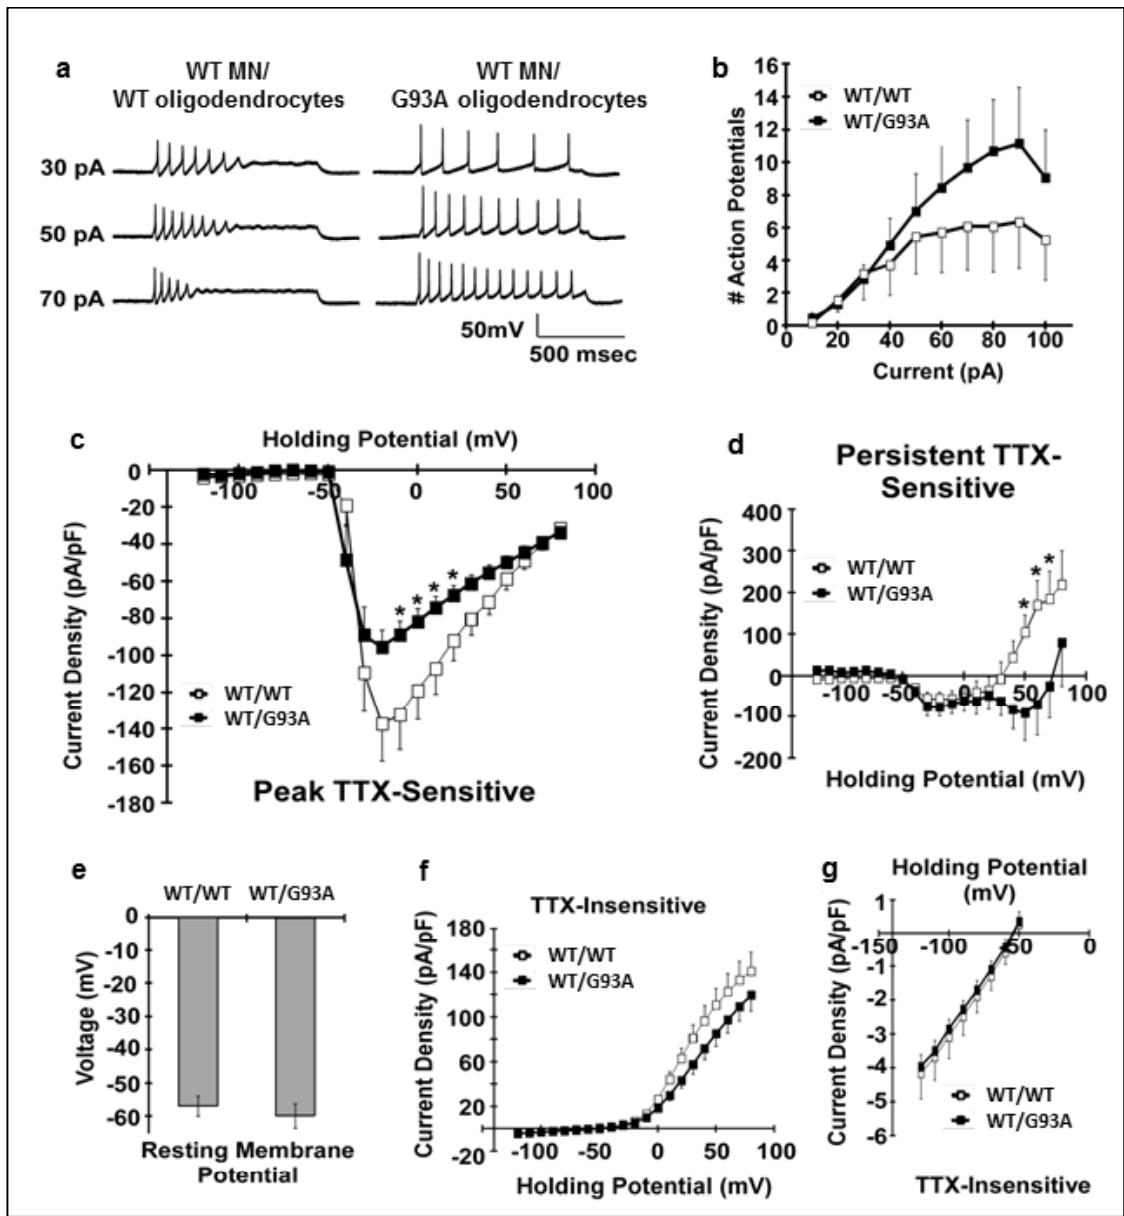 a
WT MN/
WT oligodendrocytes
WT MN/
G93A oligodendrocytes
30 pA
50 pA
70 pA
50mV
500 msec
b
# Action Potentials
16
14
12
10
8
6
4
2
0
WT/WT
WT/G93A
0 20 40 60 80 100
Current (pA)
c
Holding Potential (mV)
-100 -50 0 50 100
Current Density (pA/pF)
0
-20
-40
-60
-80
-100
-120
-140
-160
-180
* * * *
WT/WT
WT/G93A
Peak TTX-Sensitive
d
Persistent TTX-
Sensitive
Current Density (pA/pF)
400
300
200
100
0
-100
-200
WT/WT
WT/G93A
* * *
-100 -50 0 50 100
Holding Potential (mV)
e
WT/WT WT/G93A
Voltage (mV)
0
-10
-20
-30
-40
-50
-60
Resting Membrane
Potential
f
TTX-Insensitive
Current Density (pA/pF)
180
140
100
60
20
-20
WT/WT
WT/G93A
-100 -50 0 50 100
Holding Potential (mV)
g
Holding Potential
(mV)
Current Density (pA/pF)
1
-150 -100 -50 0
-1
-2
-3
-4
-5
-6
WT/WT
WT/G93A
TTX-Insensitive